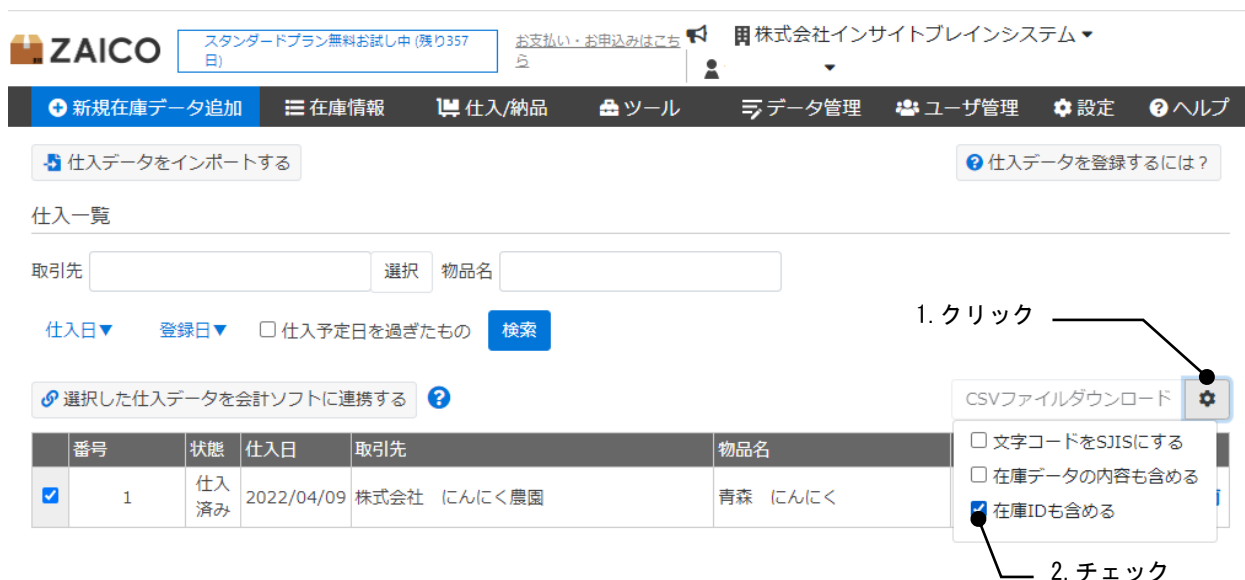 ZAICO
スタンダードプラン無料お試し中 (残り357
日)
お支払い・お申込みはこち
ら
株式会社インサイトブレインシステム
新規在庫データ追加 在庫情報 仕入/納品 ツール データ管理 ユーザ管理 設定 ヘルプ
仕入データをインポートする 仕入データを登録するには？
仕入一覧
取引先 選択 物品名
仕入日▼ 登録日▼ 仕入予定日を過ぎたもの 検索
1.クリック
選択した仕入データを会計ソフトに連携する CSVファイルダウンロード
番号 状態 仕入日 取引先 物品名
文字コードをSJISにする
在庫データの内容も含める
在庫IDも含める
1 仕入
済み 2022/04/09 株式会社　にんにく農園 青森　にんにく
2.チェック